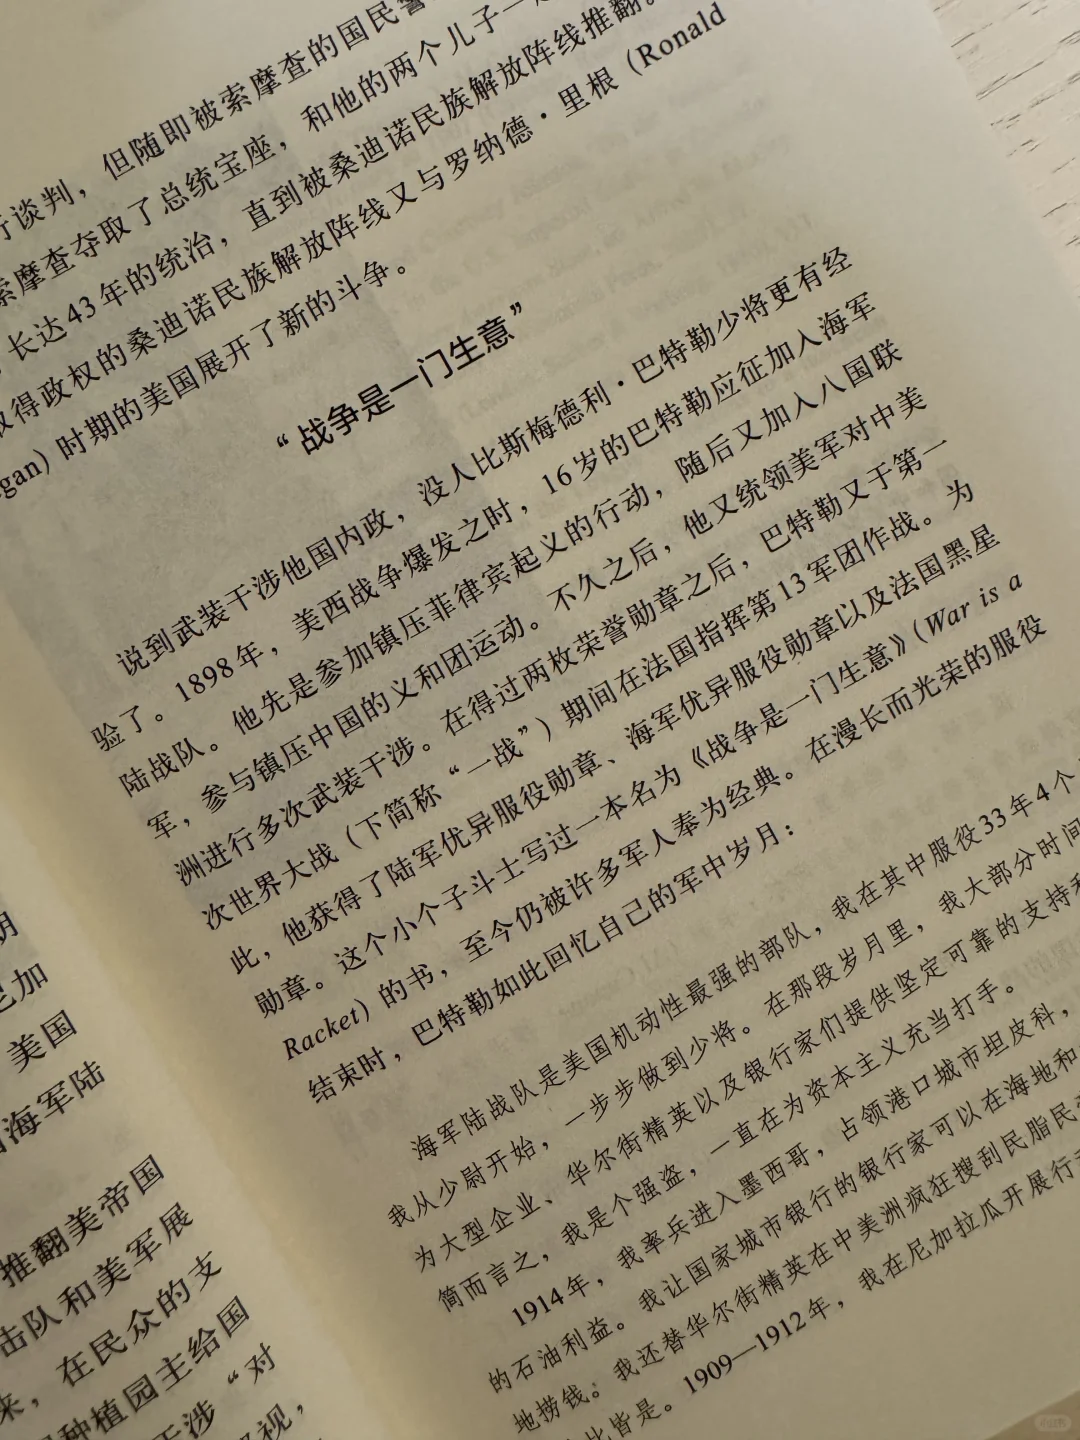 朗
尼加
美国
海军陆
推翻美帝国
击队和美军展
来，在民众的支
种植园主给国
干涉“对
视，
行谈判，但随即被索摩查的国民警
索摩查夺取了总统宝座，和他的两个儿子一
长达43年的统治，直到被桑迪诺民族解放阵线推翻。
取得政权的桑迪诺民族解放阵线又与罗纳德·里根（Ronald
gan）时期的美国展开了新的斗争。
“战争是一门生意”
说到武装干涉他国内政，没人比斯梅德利·巴特勒少将更有经
验了。1898年，美西战争爆发之时，16岁的巴特勒应征加入海军
陆战队。他先是参加镇压菲律宾起义的行动，随后又加入八国联
军，参与镇压中国的义和团运动。不久之后，他又统领美军对中美
洲进行多次武装干涉。在得过两枚荣誉勋章之后，巴特勒又于第一
次世界大战（下简称“一战”）期间在法国指挥第13军团作战。为
此，他获得了陆军优异服役勋章、海军优异服役勋章以及法国黑星
勋章。这个小个子斗士写过一本名为《战争是一门生意》（War is a
Racket）的书，至今仍被许多军人奉为经典。在漫长而光荣的服役
结束时，巴特勒如此回忆自己的军中岁月：
海军陆战队是美国机动性最强的部队，我在其中服役33年4个
我从少尉开始，一步步做到少将。在那段岁月里，我大部分时间
为大型企业、华尔街精英以及银行家们提供坚定可靠的支持
简而言之，我是个强盗，一直在为资本主义充当打手。
1914年，我率兵进入墨西哥，占领港口城市坦皮科，
的石油利益。我让国家城市银行的银行家可以在海地和
地捞钱。我还替华尔街精英在中美洲疯狂搜刮民脂民
比皆是。1909—1912年，我在尼加拉瓜开展行